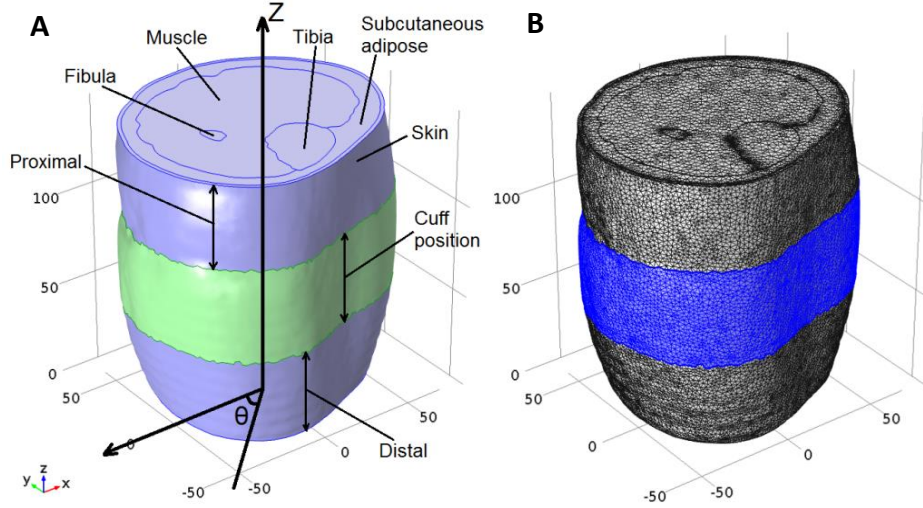 A
Z
B
Muscle
Tibia
Subcutaneous
adipose
Fibula
Skin
Proximal
Cuff
position
Distal
θ
100
50
0
50
0
-50
-50
0
50
y
z
x
100
50
0
50
0
-50
-50
0
50